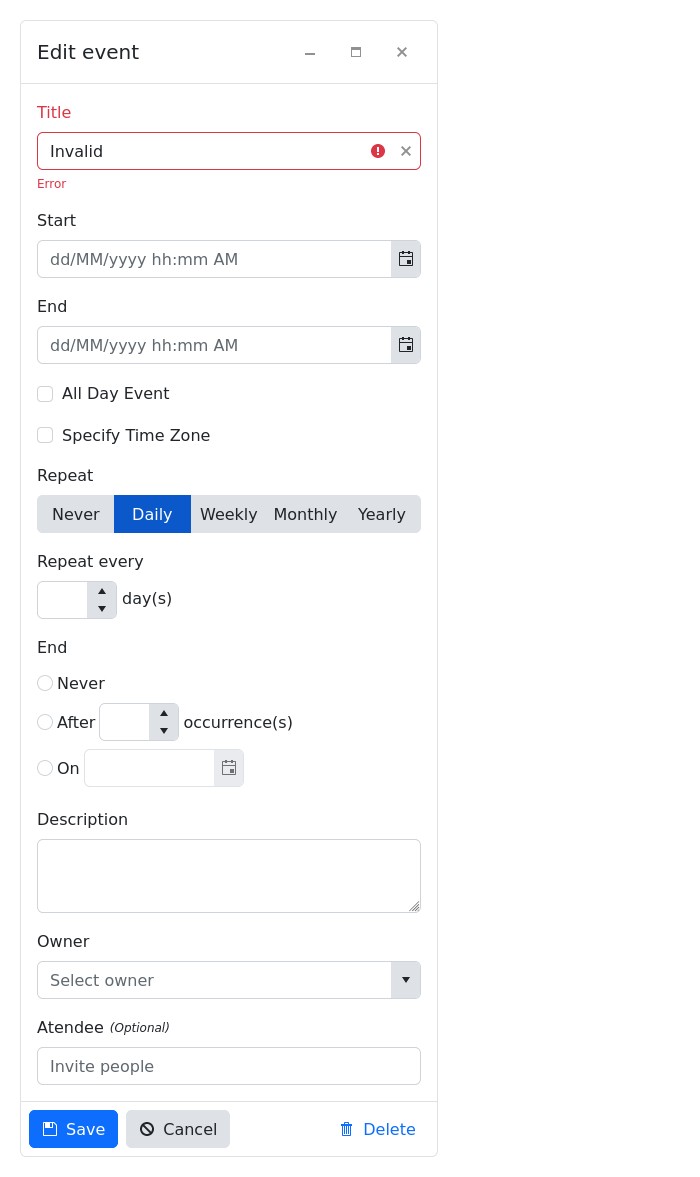 Edit event
Title
Invalid
Error
Start
dd/MM/yyyy hh:mm AM
End
dd/MM/yyyy hh:mm AM
All Day Event
Specify Time Zone
Repeat
Never Daily Weekly Monthly Yearly
Repeat every
day(s)
End
Never
After occurrence(s)
On
Description
Owner
Select owner
Atendee (Optional)
Invite people
Save Cancel Delete